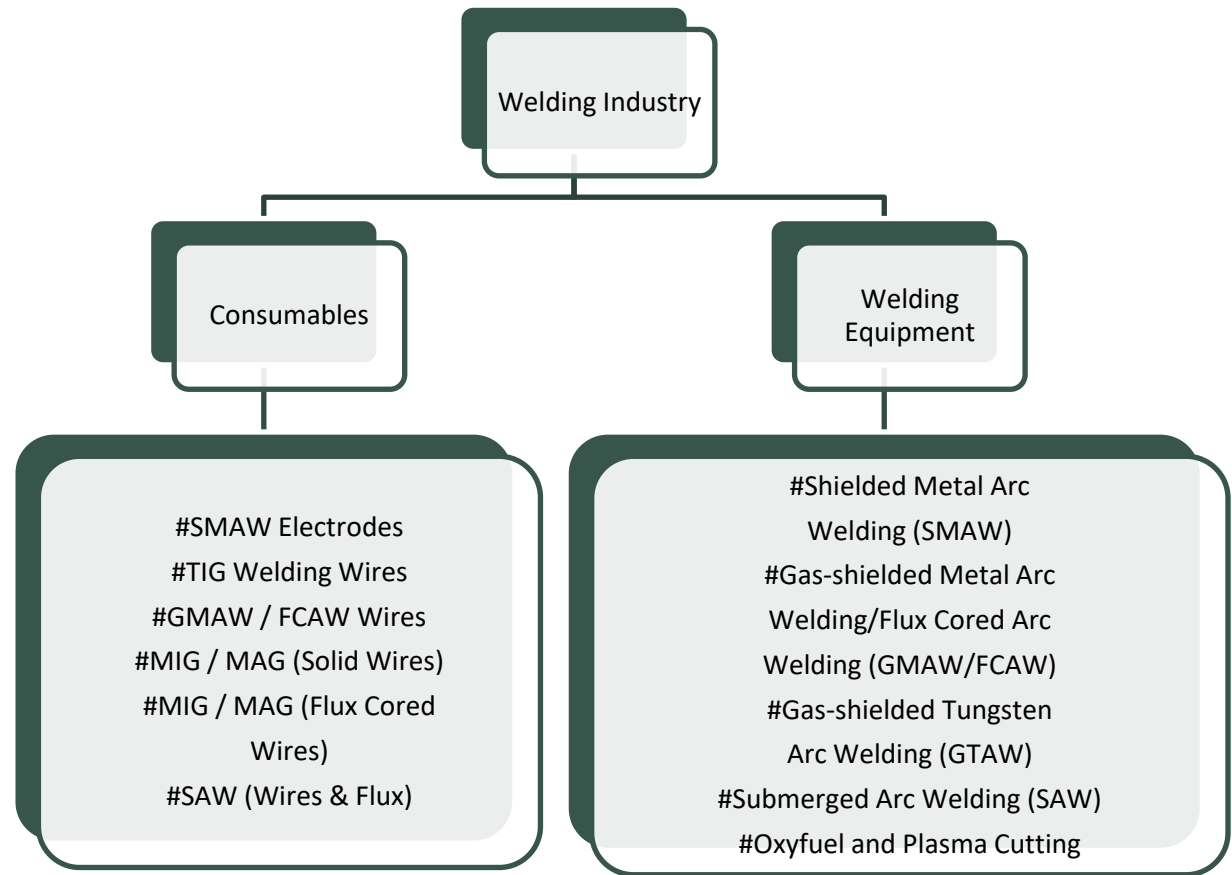 Welding Industry
Consumables
Welding
Equipment
#SMAW Electrodes
#TIG Welding Wires
#GMAW / FCAW Wires
#MIG / MAG (Solid Wires)
#MIG / MAG (Flux Cored
Wires)
#SAW (Wires & Flux)
#Shielded Metal Arc
Welding (SMAW)
#Gas-shielded Metal Arc
Welding/Flux Cored Arc
Welding (GMAW/FCAW)
#Gas-shielded Tungsten
Arc Welding (GTAW)
#Submerged Arc Welding (SAW)
#Oxyfuel and Plasma Cutting